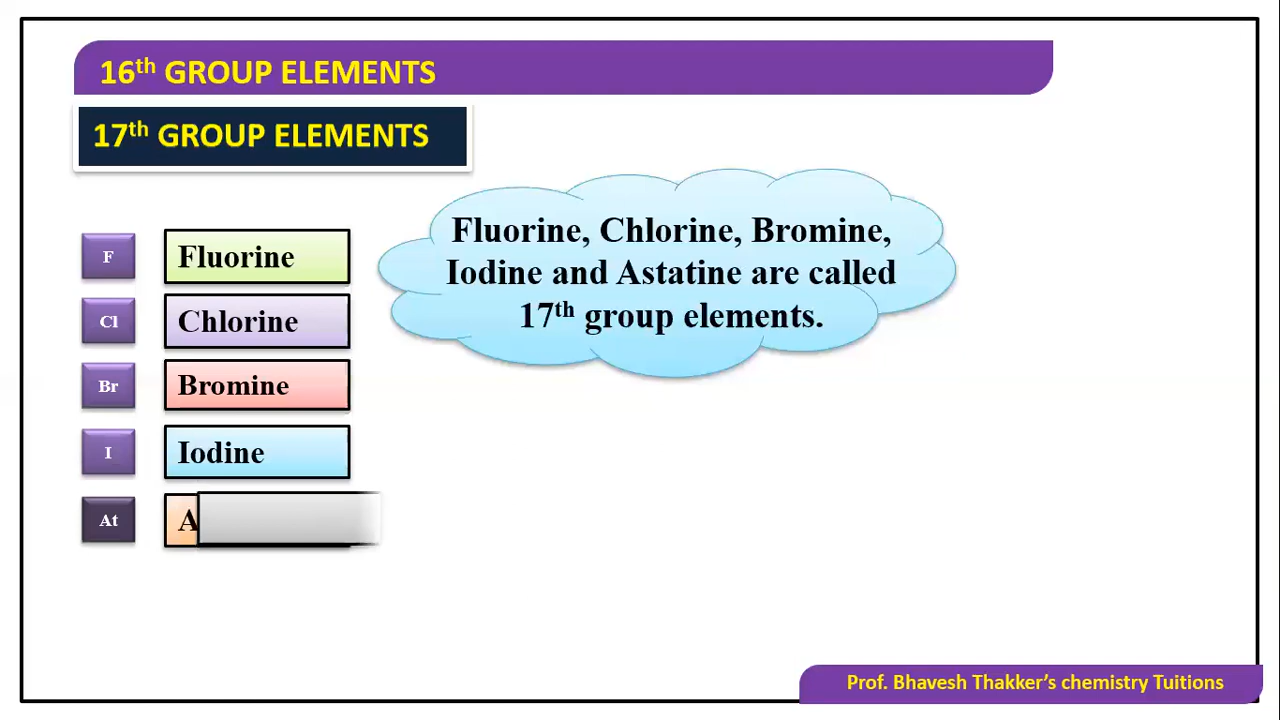 16th GROUP ELEMENTS
17th GROUP ELEMENTS
Fluorine, Chlorine, Bromine,
Iodine and Astatine are called
17th group elements.
F Fluorine
Cl Chlorine
Br Bromine
I Iodine
At A
Prof. Bhavesh Thakker’s chemistry Tuitions